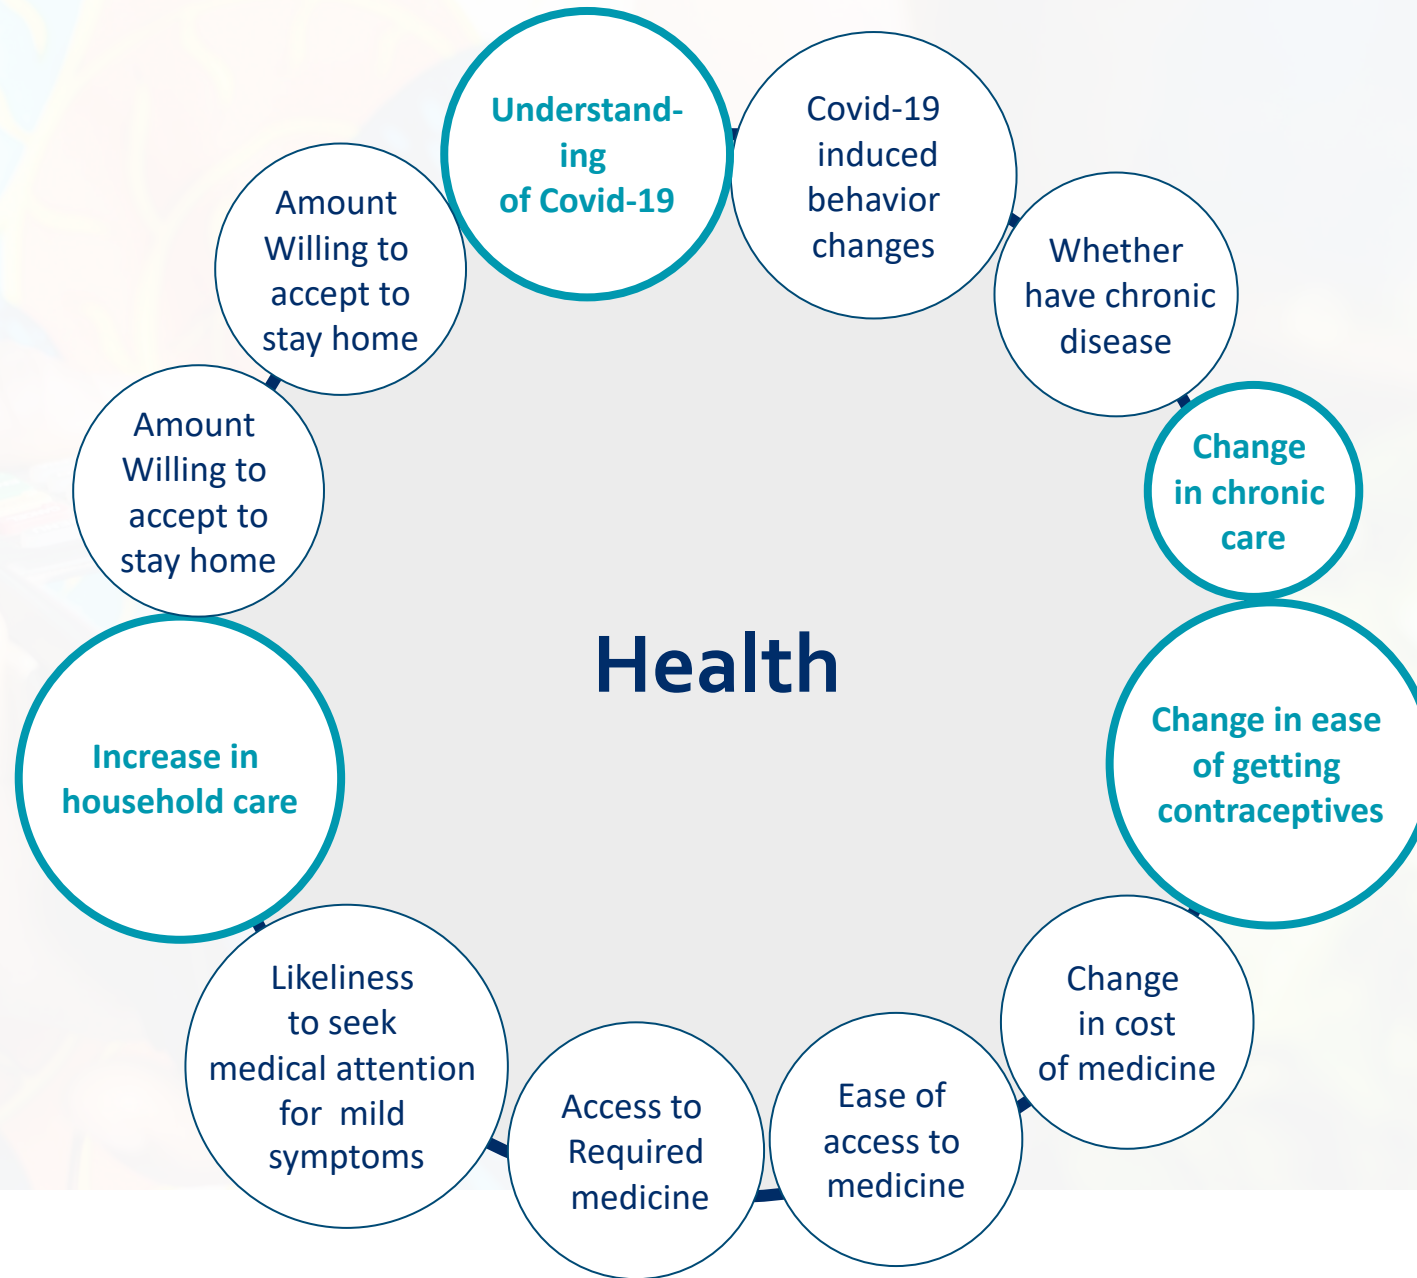 Understand-
ing
of Covid-19
Covid-19
induced
behavior
changes
Whether
have chronic
disease
Change
in chronic
care
Change in ease
of getting
contraceptives
Change
in cost
of medicine
Ease of
access to
medicine
Access to
Required
medicine
Likeliness
to seek
medical attention
for mild
symptoms
Increase in
household care
Amount
Willing to
accept to
stay home
Amount
Willing to
accept to
stay home
Health